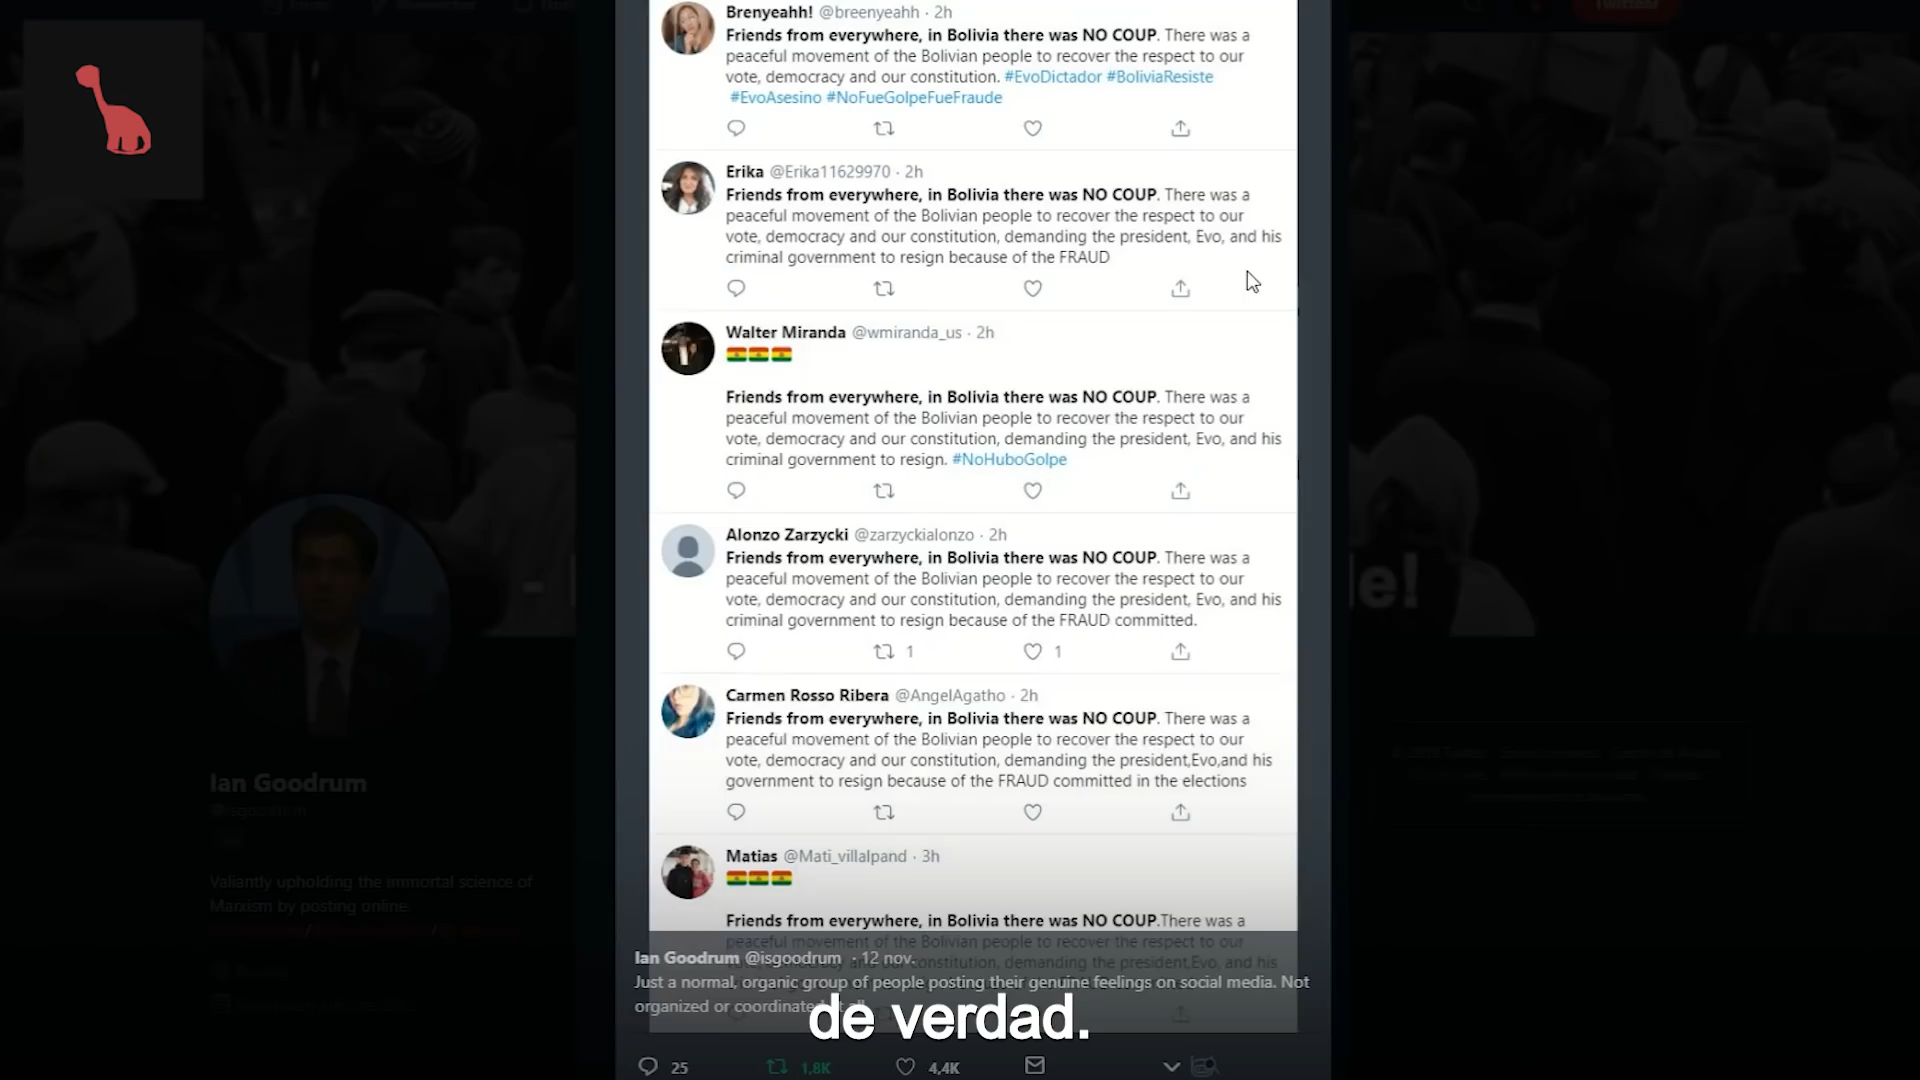 Twittear
Brenyeahh! @breenyeahh · 2h
Friends from everywhere, in Bolivia there was NO COUP. There was a
peaceful movement of the Bolivian people to recover the respect to our
vote, democracy and our constitution. #EvoDictador #BoliviaResiste
#EvoAsesino #NoFueGolpeFueFraude
Erika @Erika11629970 · 2h
Friends from everywhere, in Bolivia there was NO COUP. There was a
peaceful movement of the Bolivian people to recover the respect to our
vote, democracy and our constitution, demanding the president, Evo, and his
criminal government to resign because of the FRAUD
Walter Miranda @wmiranda_us · 2h
Friends from everywhere, in Bolivia there was NO COUP. There was a
peaceful movement of the Bolivian people to recover the respect to our
vote, democracy and our constitution, demanding the president, Evo, and his
criminal government to resign. #NoHuboGolpe
Alonzo Zarzycki @zarzyckialonzo · 2h
Friends from everywhere, in Bolivia there was NO COUP. There was a
peaceful movement of the Bolivian people to recover the respect to our
vote, democracy and our constitution, demanding the president, Evo, and his
criminal government to resign because of the FRAUD committed.
1 1
Carmen Rosso Ribera @AngelAgatho · 2h
Friends from everywhere, in Bolivia there was NO COUP. There was a
peaceful movement of the Bolivian people to recover the respect to our
vote, democracy and our constitution, demanding the president,Evo,and his
government to resign because of the FRAUD committed in the elections
Matias @Mati_villalpand · 3h
Friends from everywhere, in Bolivia there was NO COUP.There was a
peaceful movement of the Bolivian people to recover the respect to our
vote, democracy and our constitution, demanding the president,Evo, and his
Ian Goodrum @isgoodrum · 12 nov.
Just a normal, organic group of people posting their genuine feelings on social media. Not
organized or coordinated at all.
25 1,8K 4,4K
de verdad.
le!
Ian Goodrum
@isgoodrum
Valiantly upholding the immortal science of
Marxism by posting online.